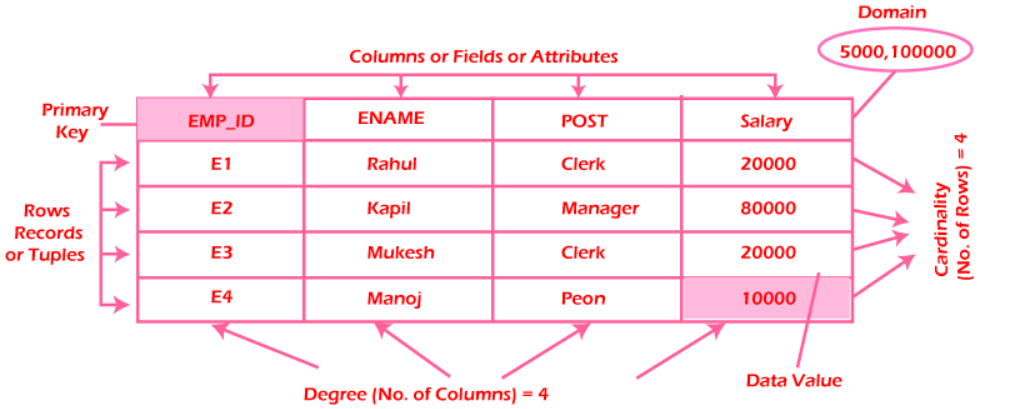 Domain
5000,100000
Columns or Fields or Attributes
Primary
Key
EMP_ID ENAME POST Salary
E1 Rahul Clerk 20000
E2 Kapil Manager 80000
E3 Mukesh Clerk 20000
E4 Manoj Peon 10000
Rows
Records
or Tuples
Cardinality
(No. of Rows) = 4
Degree (No. of Columns) = 4
Data Value